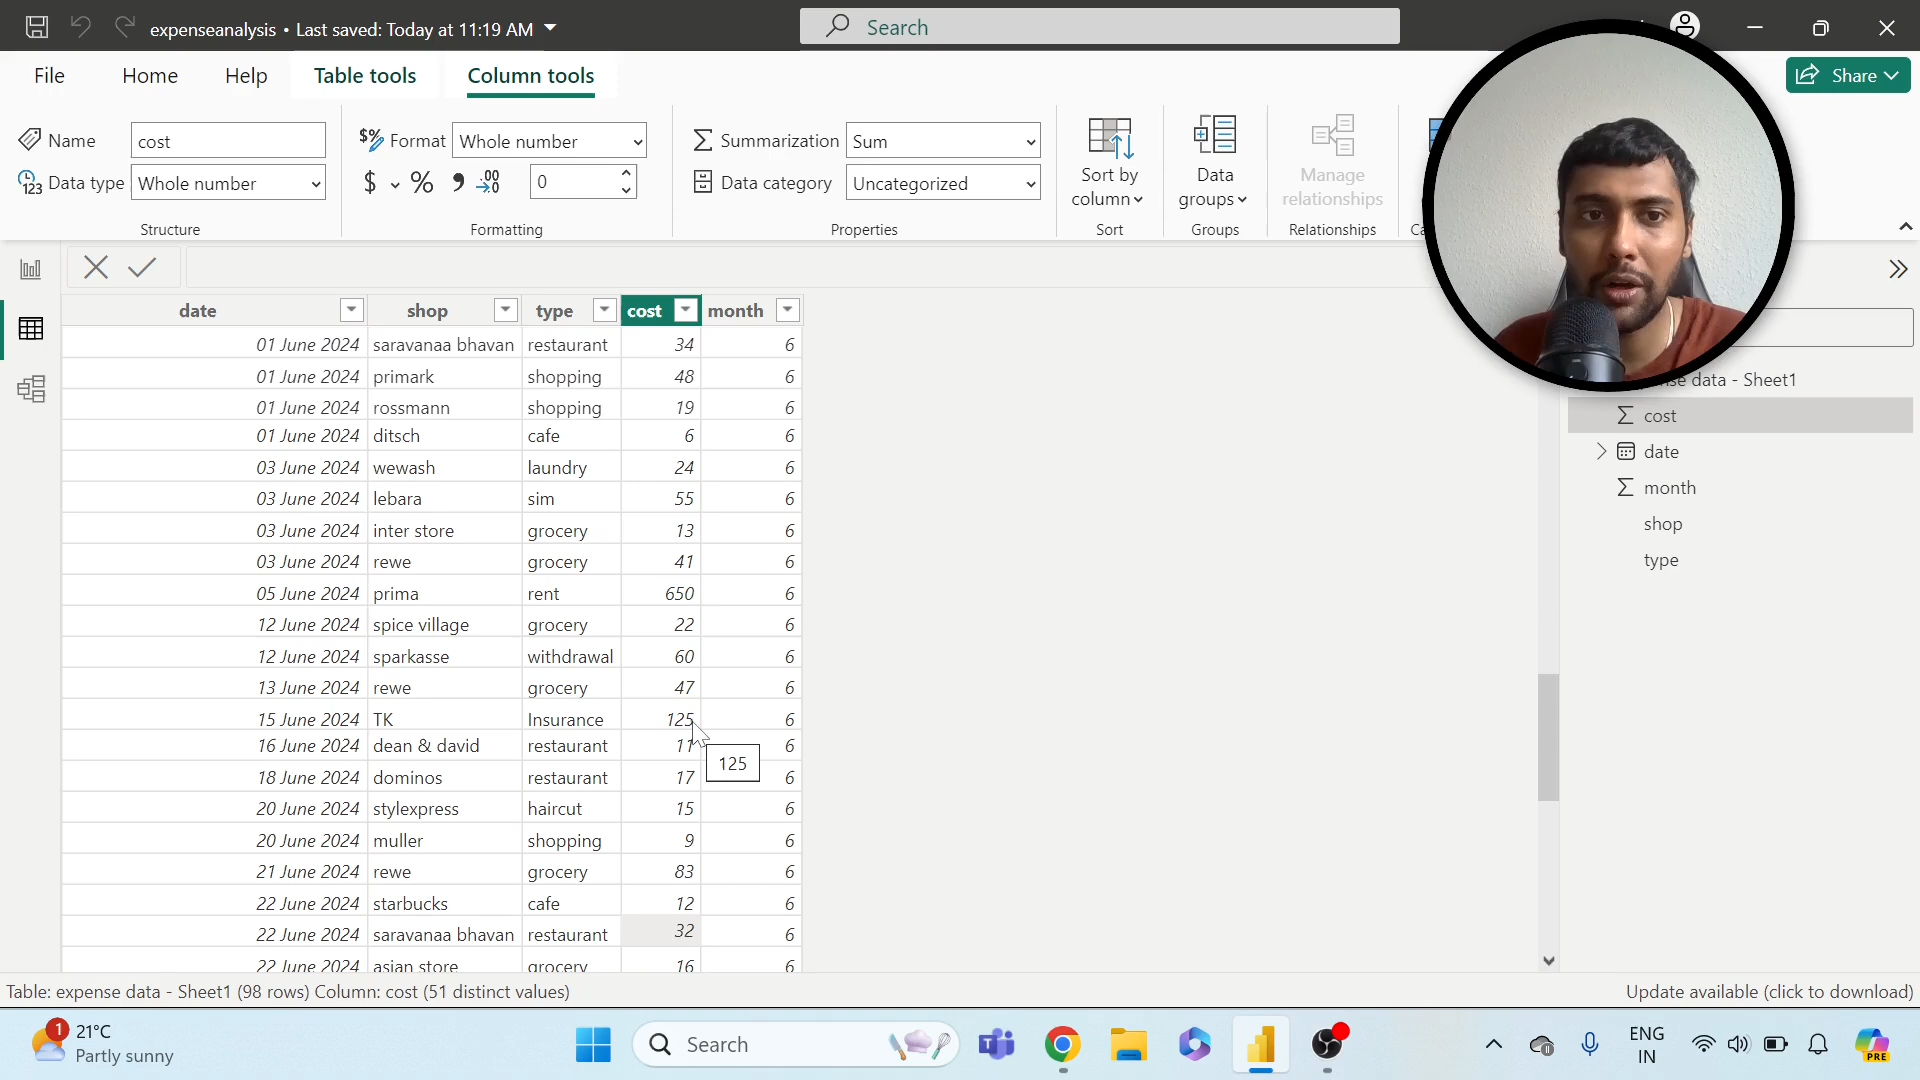 expenseanalysis • Last saved: Today at 11:19 AM
Search
File Home Help Table tools Column tools
Share
Name cost
Data type Whole number
Structure
Format Whole number
$ % 0
Formatting
Summarization Sum
Data category Uncategorized
Properties
Sort by column
Sort
Data groups
Groups
Manage relationships
Relationships
date shop type cost month
01 June 2024 saravanaa bhavan restaurant 34 6
01 June 2024 primark shopping 48 6
01 June 2024 rossmann shopping 19 6
01 June 2024 ditsch cafe 6 6
03 June 2024 wewash laundry 24 6
03 June 2024 lebara sim 55 6
03 June 2024 inter store grocery 13 6
03 June 2024 rewe grocery 41 6
05 June 2024 prima rent 650 6
12 June 2024 spice village grocery 22 6
12 June 2024 sparkasse withdrawal 60 6
13 June 2024 rewe grocery 47 6
15 June 2024 TK Insurance 125 6
16 June 2024 dean & david restaurant 11 6
125
18 June 2024 dominos restaurant 17 6
20 June 2024 stylexpress haircut 15 6
20 June 2024 muller shopping 9 6
21 June 2024 rewe grocery 83 6
22 June 2024 starbucks cafe 12 6
22 June 2024 saravanaa bhavan restaurant 32 6
22 June 2024 asian store grocery 16 6
data - Sheet1
cost
date
month
shop
type
Table: expense data - Sheet1 (98 rows) Column: cost (51 distinct values)
Update available (click to download)
1
21°C
Partly sunny
Search
ENG
IN
PRE